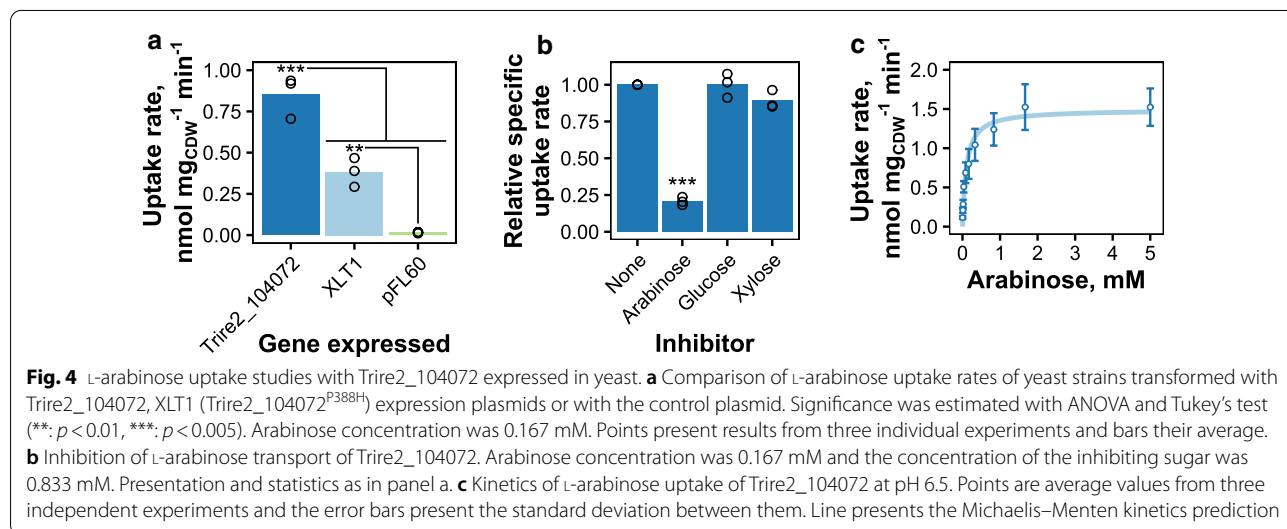 a
Uptake rate,
nmol mg_CDW⁻¹ min⁻¹
1.00
0.75
0.50
0.25
0.00
***
**
Trire2_104072
XLT1
pFL60
Gene expressed
b
Relative specific
uptake rate
1.00
0.75
0.50
0.25
0.00
***
None
Arabinose
Glucose
Xylose
Inhibitor
c
Uptake rate,
nmol mg_CDW⁻¹ min⁻¹
2.0
1.5
1.0
0.5
0.0
0 1 2 3 4 5
Arabinose, mM
Fig. 4 L-arabinose uptake studies with Trire2_104072 expressed in yeast. a Comparison of L-arabinose uptake rates of yeast strains transformed with
Trire2_104072, XLT1 (Trire2_104072^P388H) expression plasmids or with the control plasmid. Significance was estimated with ANOVA and Tukey's test
(**: p < 0.01, ***: p < 0.005). Arabinose concentration was 0.167 mM. Points present results from three individual experiments and bars their average.
b Inhibition of L-arabinose transport of Trire2_104072. Arabinose concentration was 0.167 mM and the concentration of the inhibiting sugar was
0.833 mM. Presentation and statistics as in panel a. c Kinetics of L-arabinose uptake of Trire2_104072 at pH 6.5. Points are average values from three
independent experiments and the error bars present the standard deviation between them. Line presents the Michaelis–Menten kinetics prediction